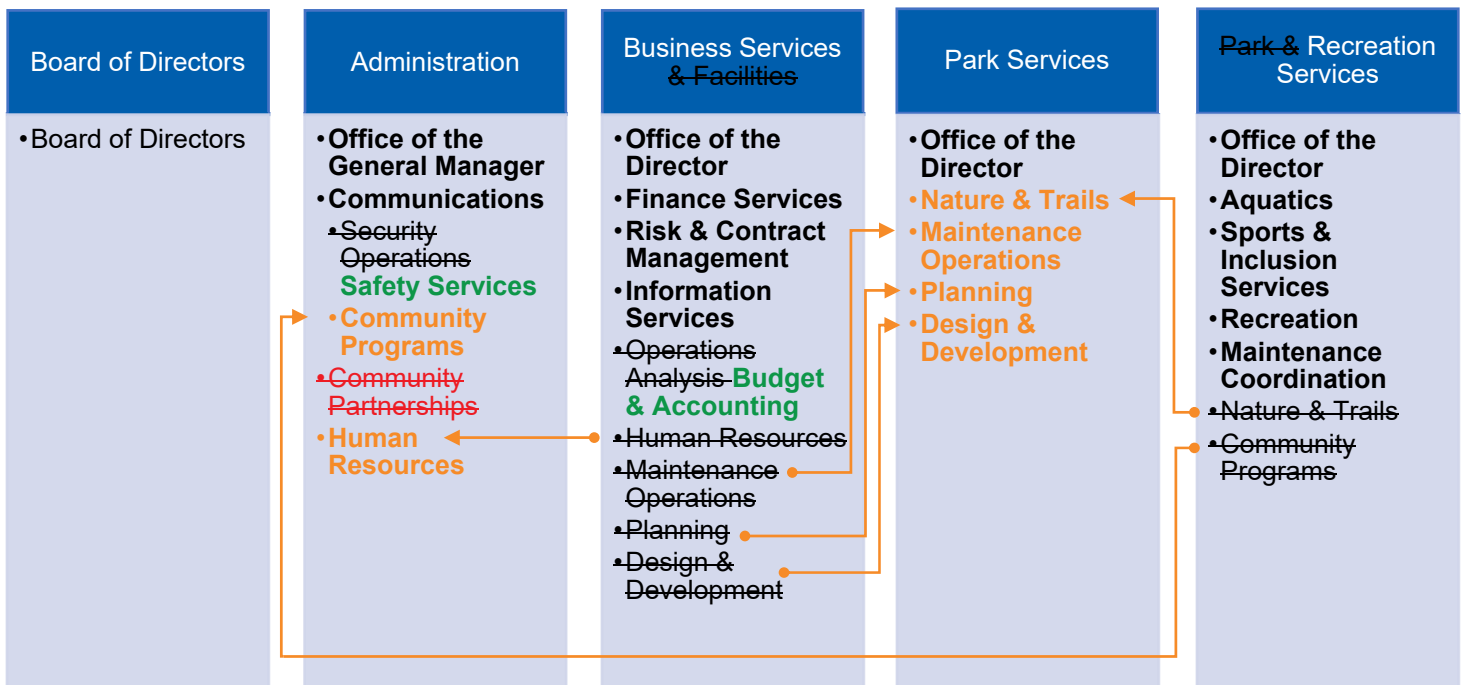 Board of Directors
•Board of Directors
Administration
•Office of the
General Manager
•Communications
•Security
Operations
Safety Services
•Community
Programs
•Community
Partnerships
•Human
Resources
Business Services
& Facilities
•Office of the
Director
•Finance Services
•Risk & Contract
Management
•Information
Services
•Operations
Analysis Budget
& Accounting
•Human Resources
•Maintenance
Operations
•Planning
•Design &
Development
Park Services
•Office of the
Director
•Nature & Trails
•Maintenance
Operations
•Planning
•Design &
Development
Park & Recreation
Services
•Office of the
Director
•Aquatics
•Sports &
Inclusion
Services
•Recreation
•Maintenance
Coordination
•Nature & Trails
•Community
Programs